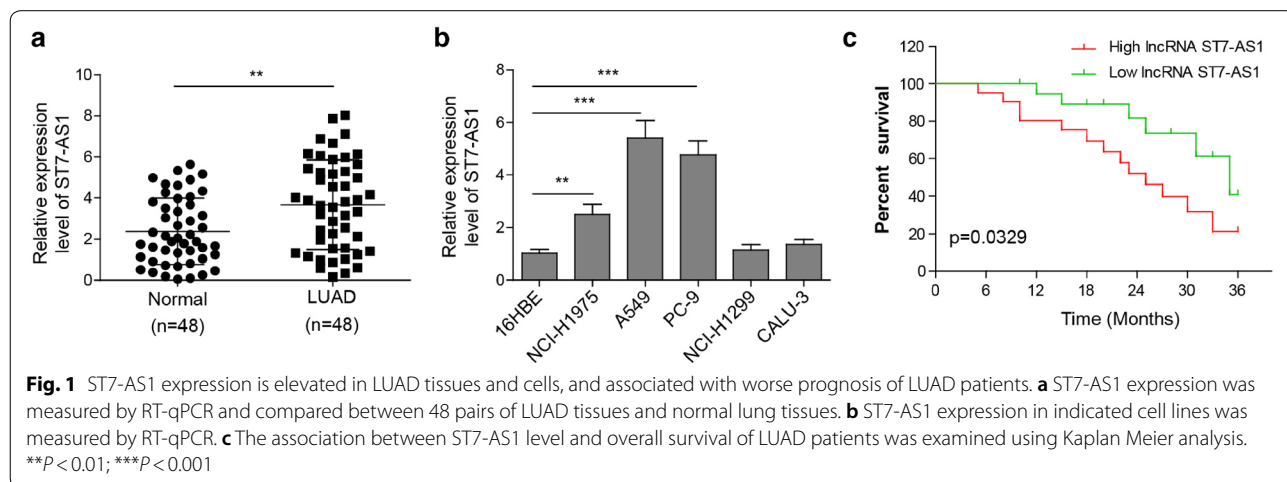 a
**
Relative expression
level of ST7-AS1
10
8
6
4
2
0
Normal
LUAD
(n=48)
(n=48)
b
***
***
**
Relative expression
level of ST7-AS1
8
6
4
2
0
16HBE
NCI-H1975
A549
PC-9
NCI-H1299
CALU-3
c
High lncRNA ST7-AS1
Low lncRNA ST7-AS1
Percent survival
120
100
80
60
40
20
0
p=0.0329
0 6 12 18 24 30 36
Time (Months)
Fig. 1 ST7-AS1 expression is elevated in LUAD tissues and cells, and associated with worse prognosis of LUAD patients. a ST7-AS1 expression was
measured by RT-qPCR and compared between 48 pairs of LUAD tissues and normal lung tissues. b ST7-AS1 expression in indicated cell lines was
measured by RT-qPCR. c The association between ST7-AS1 level and overall survival of LUAD patients was examined using Kaplan Meier analysis.
**P < 0.01; ***P < 0.001